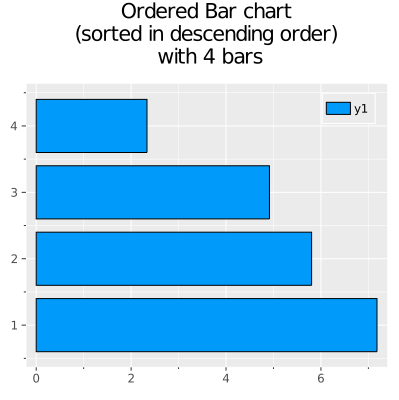 Ordered Bar chart
(sorted in descending order)
with 4 bars
y1
4
3
2
1
0 2 4 6